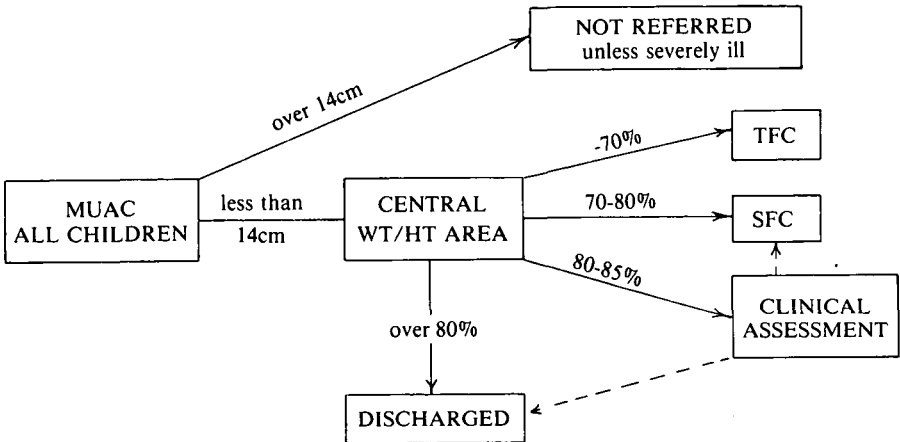 NOT REFERRED
unless severely ill
over 14cm
-70%
TFC
MUAC
ALL CHILDREN
less than
14cm
CENTRAL
WT/HT AREA
70-80%
SFC
80-85%
CLINICAL
ASSESSMENT
over 80%
DISCHARGED